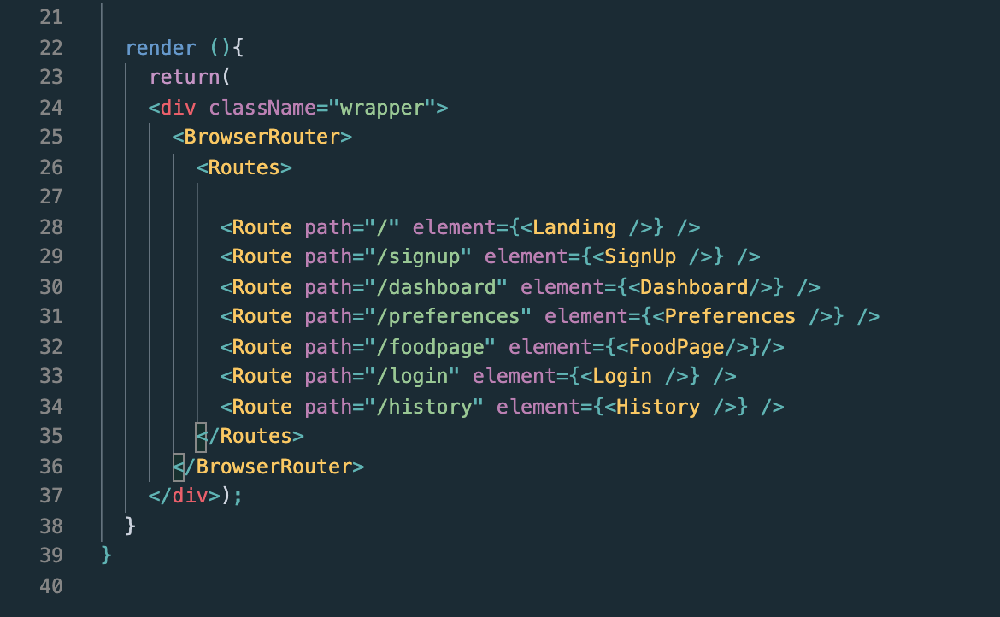 21
22 render (){
23 return(
24 <div className="wrapper">
25 <BrowserRouter>
26 <Routes>
27
28 <Route path="/" element={<Landing />} />
29 <Route path="/signup" element={<SignUp />} />
30 <Route path="/dashboard" element={<Dashboard/>} />
31 <Route path="/preferences" element={<Preferences />} />
32 <Route path="/foodpage" element={<FoodPage/>}/>
33 <Route path="/login" element={<Login />} />
34 <Route path="/history" element={<History />} />
35 </Routes>
36 </BrowserRouter>
37 </div>);
38 }
39 }
40